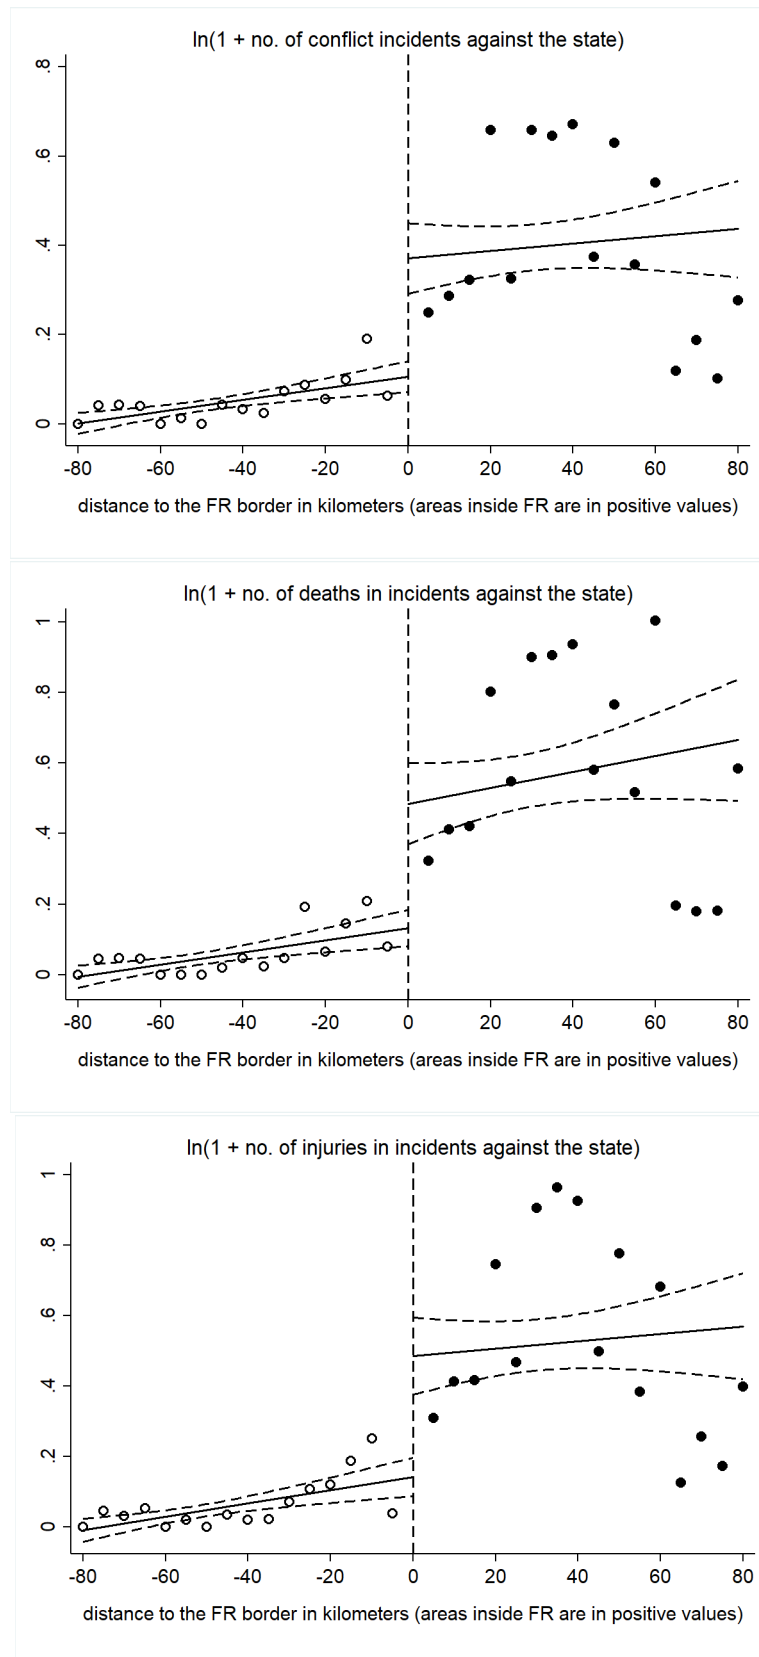 ln(1 + no. of conflict incidents against the state)
.8
.6
.4
.2
0
-80 -60 -40 -20 0 20 40 60 80
distance to the FR border in kilometers (areas inside FR are in positive values)
ln(1 + no. of deaths in incidents against the state)
1
.8
.6
.4
.2
0
-80 -60 -40 -20 0 20 40 60 80
distance to the FR border in kilometers (areas inside FR are in positive values)
ln(1 + no. of injuries in incidents against the state)
1
.8
.6
.4
.2
0
-80 -60 -40 -20 0 20 40 60 80
distance to the FR border in kilometers (areas inside FR are in positive values)